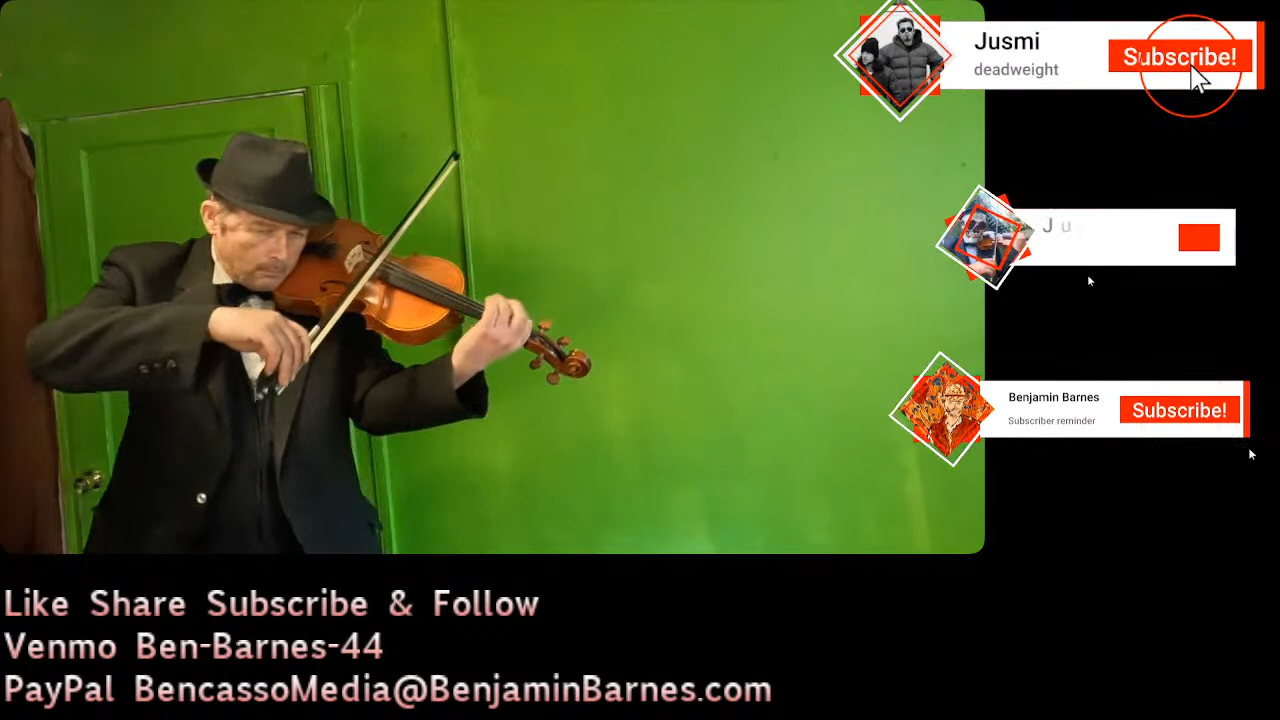 Jusmi
deadweight
Subscribe!
Ju
Benjamin Barnes
Subscriber reminder
Subscribe!
Like Share Subscribe & Follow
Venmo Ben-Barnes-44
PayPal BencassoMedia@BenjaminBarnes.com